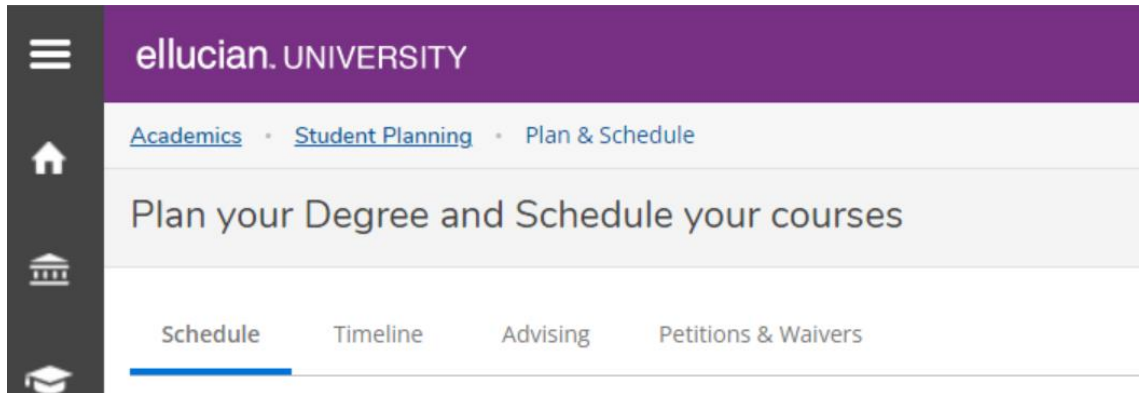 ellucian. UNIVERSITY
Academics · Student Planning · Plan & Schedule
Plan your Degree and Schedule your courses
Schedule Timeline Advising Petitions & Waivers